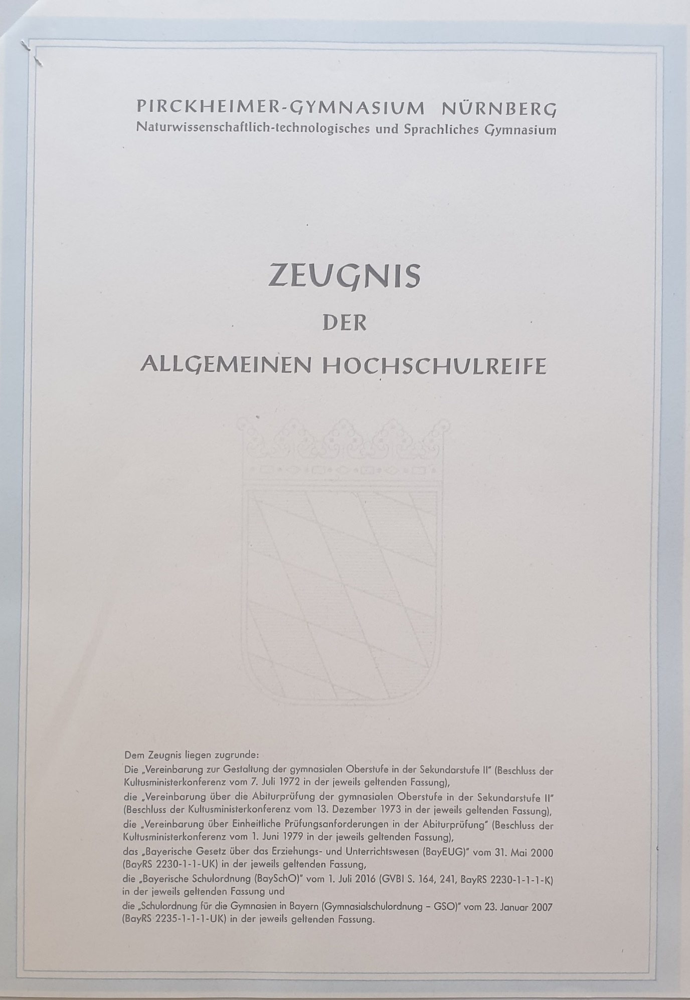 PIRCKHEIMER-GYMNASIUM NÜRNBERG
Naturwissenschaftlich-technologisches und Sprachliches Gymnasium
ZEUGNIS
DER
ALLGEMEINEN HOCHSCHULREIFE
Dem Zeugnis liegen zugrunde:
Die „Vereinbarung zur Gestaltung der gymnasialen Oberstufe in der Sekundarstufe II" (Beschluss der
Kultusministerkonferenz vom 7. Juli 1972 in der jeweils geltenden Fassung),
die „Vereinbarung über die Abiturprüfung der gymnasialen Oberstufe in der Sekundarstufe II"
(Beschluss der Kultusministerkonferenz vom 13. Dezember 1973 in der jeweils geltenden Fassung),
die „Vereinbarung über Einheitliche Prüfungsanforderungen in der Abiturprüfung" (Beschluss der
Kultusministerkonferenz vom 1. Juni 1979 in der jeweils geltenden Fassung),
das „Bayerische Gesetz über das Erziehungs- und Unterrichtswesen (BayEUG)" vom 31. Mai 2000
(BayRS 2230-1-1-UK) in der jeweils geltenden Fassung,
die „Bayerische Schulordnung (BaySchO)" vom 1. Juli 2016 (GVBl S. 164, 241, BayRS 2230-1-1-1-K)
in der jeweils geltenden Fassung und
die „Schulordnung für die Gymnasien in Bayern (Gymnasialschulordnung – GSO)" vom 23. Januar 2007
(BayRS 2235-1-1-1-UK) in der jeweils geltenden Fassung.